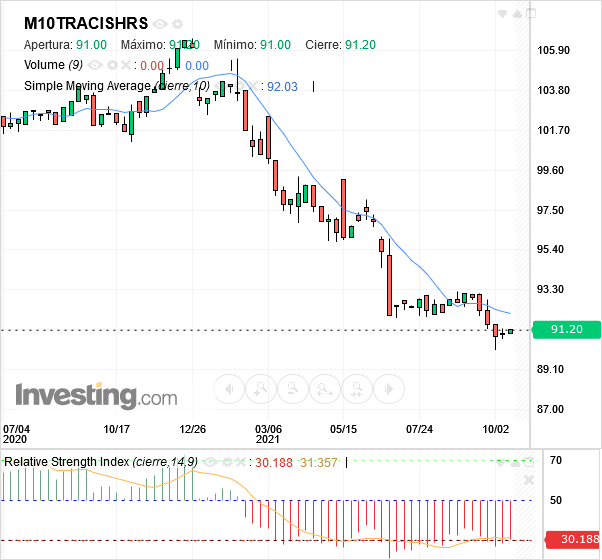 M10TRACISHRS
Apertura: 91.00 Máximo: 91.20 Mínimo: 91.00 Cierre: 91.20
Volume (9) : 0.00 0.00
Simple Moving Average (cierre,10) : 92.03
105.90
103.80
101.70
99.60
97.50
95.40
93.30
91.20
89.10
87.00
Investing.com
07/04 10/17 12/26 03/06 05/15 07/24 10/02
2020 2021
Relative Strength Index (cierre,14,9) : 30.188 31.357
70
50
30.188